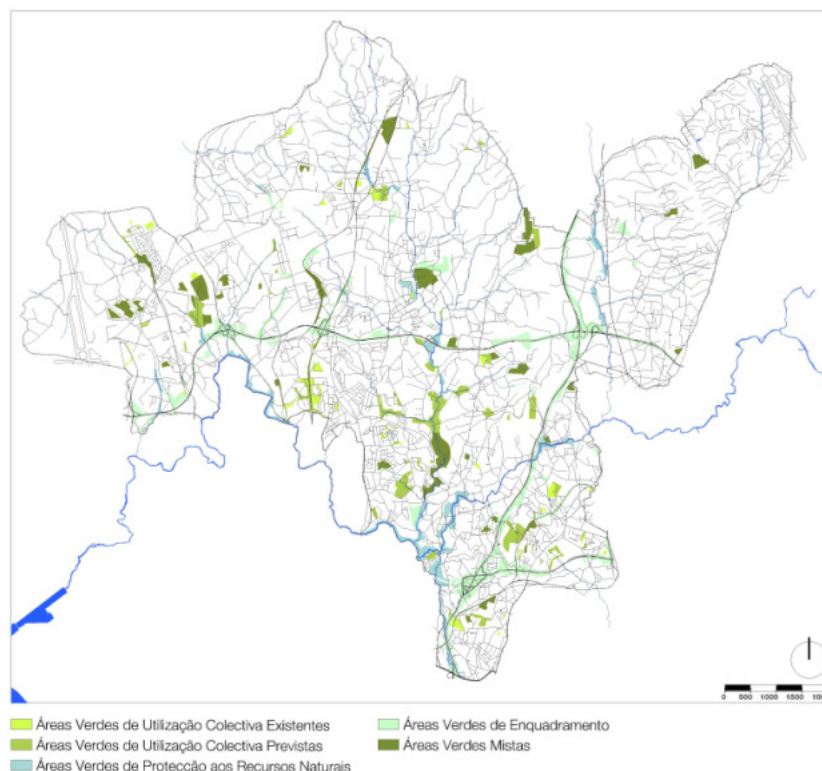 0 500 1000 1500
Áreas Verdes de Utilização Colectiva Existentes
Áreas Verdes de Utilização Colectiva Previstas
Áreas Verdes de Protecção aos Recursos Naturais
Áreas Verdes de Enquadramento
Áreas Verdes Mistas